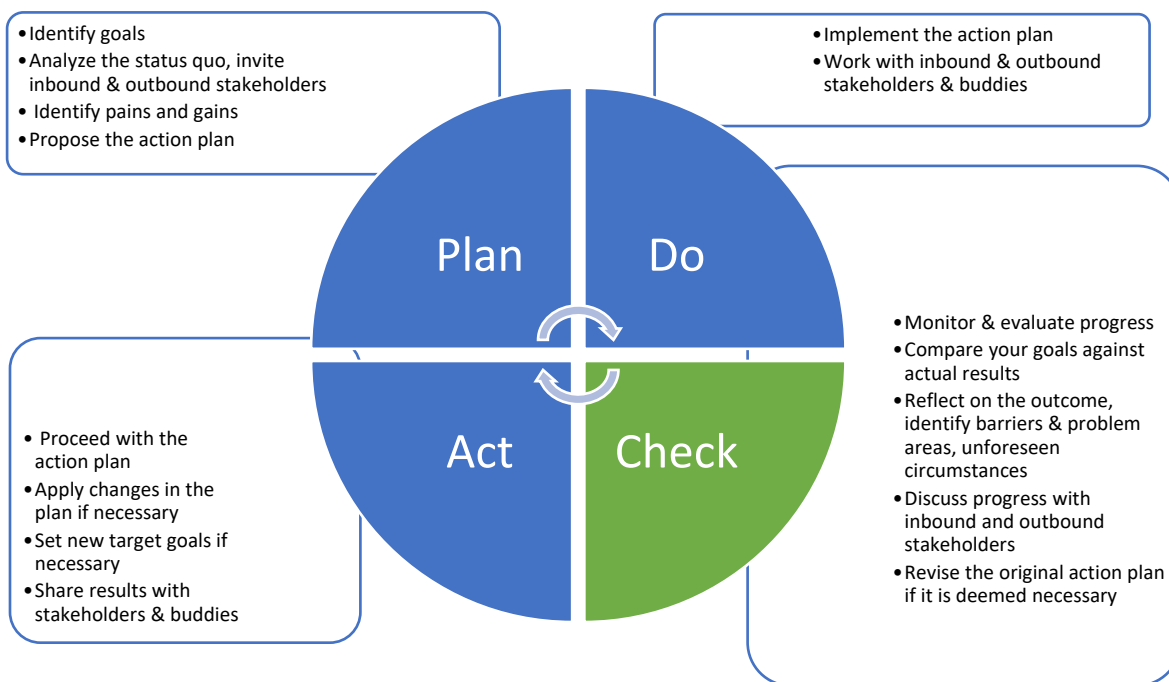 •Identify goals
•Analyze the status quo, invite
inbound & outbound stakeholders
• Identify pains and gains
•Propose the action plan
•Implement the action plan
•Work with inbound & outbound
stakeholders & buddies
Plan
Do
•Monitor & evaluate progress
•Compare your goals against
actual results
•Reflect on the outcome,
identify barriers & problem
areas, unforeseen
circumstances
•Discuss progress with
inbound and outbound
stakeholders
•Revise the original action plan
if it is deemed necessary
Check
Act
• Proceed with the
action plan
•Apply changes in the
plan if necessary
•Set new target goals if
necessary
•Share results with
stakeholders & buddies